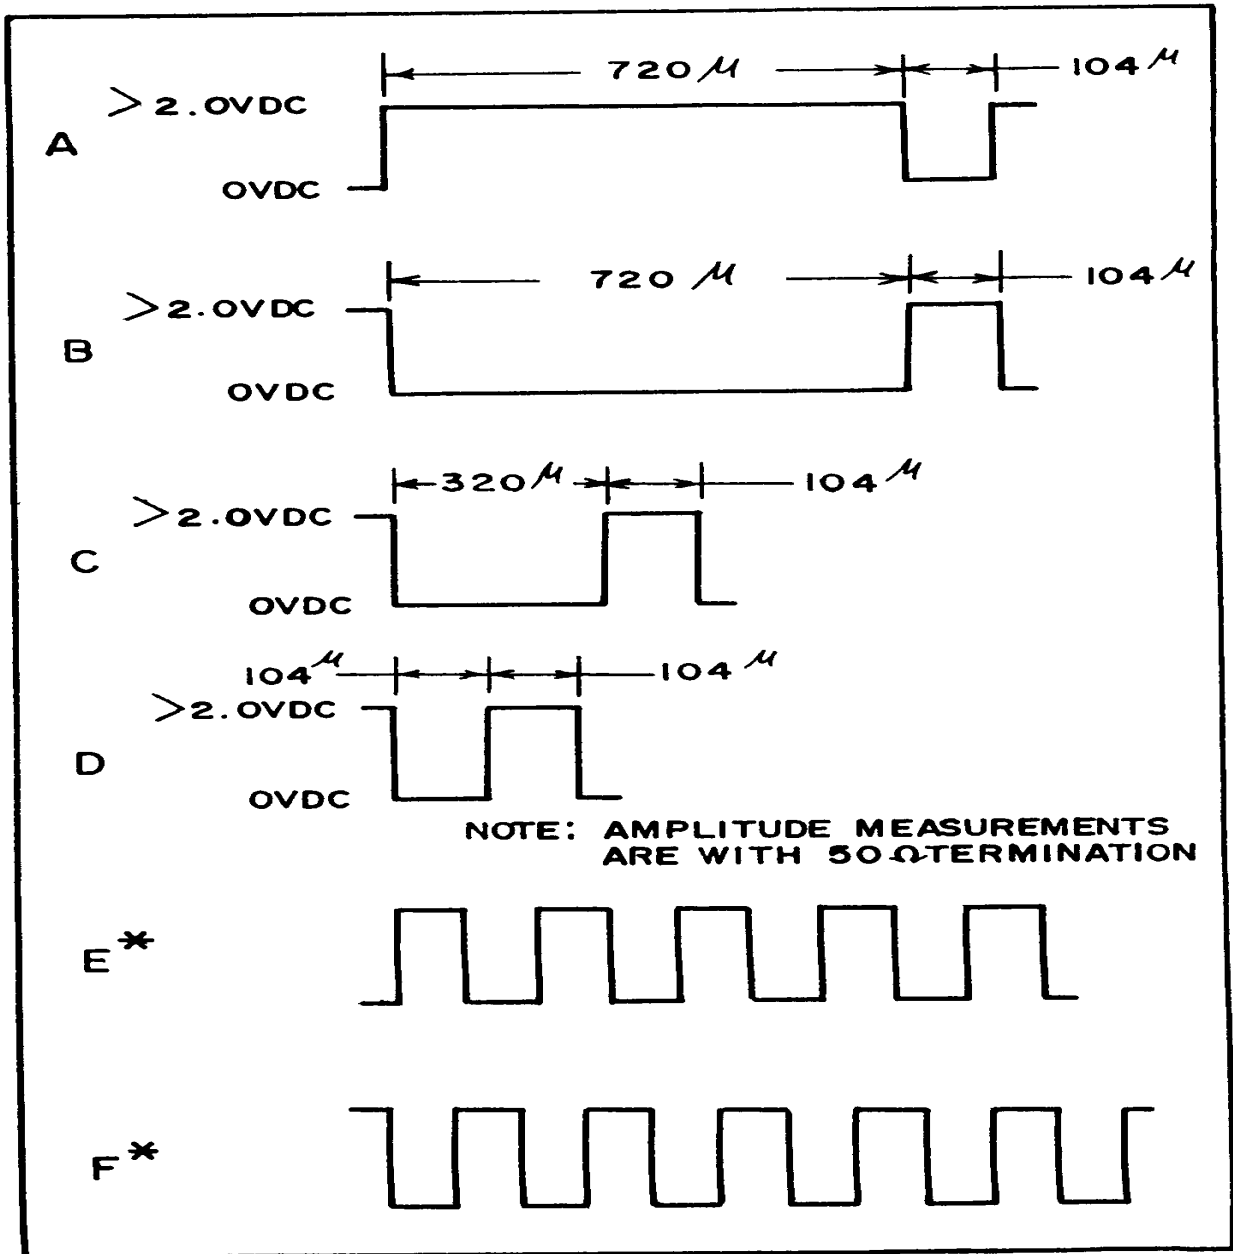 720 μ 104 μ
>2.0VDC
A
0VDC
720 μ 104 μ
>2.0VDC
B
0VDC
320 μ 104 μ
>2.0VDC
C
0VDC
104 μ 104 μ
>2.0VDC
D
0VDC
NOTE: AMPLITUDE MEASUREMENTS
ARE WITH 50 Ω TERMINATION
E*
F*